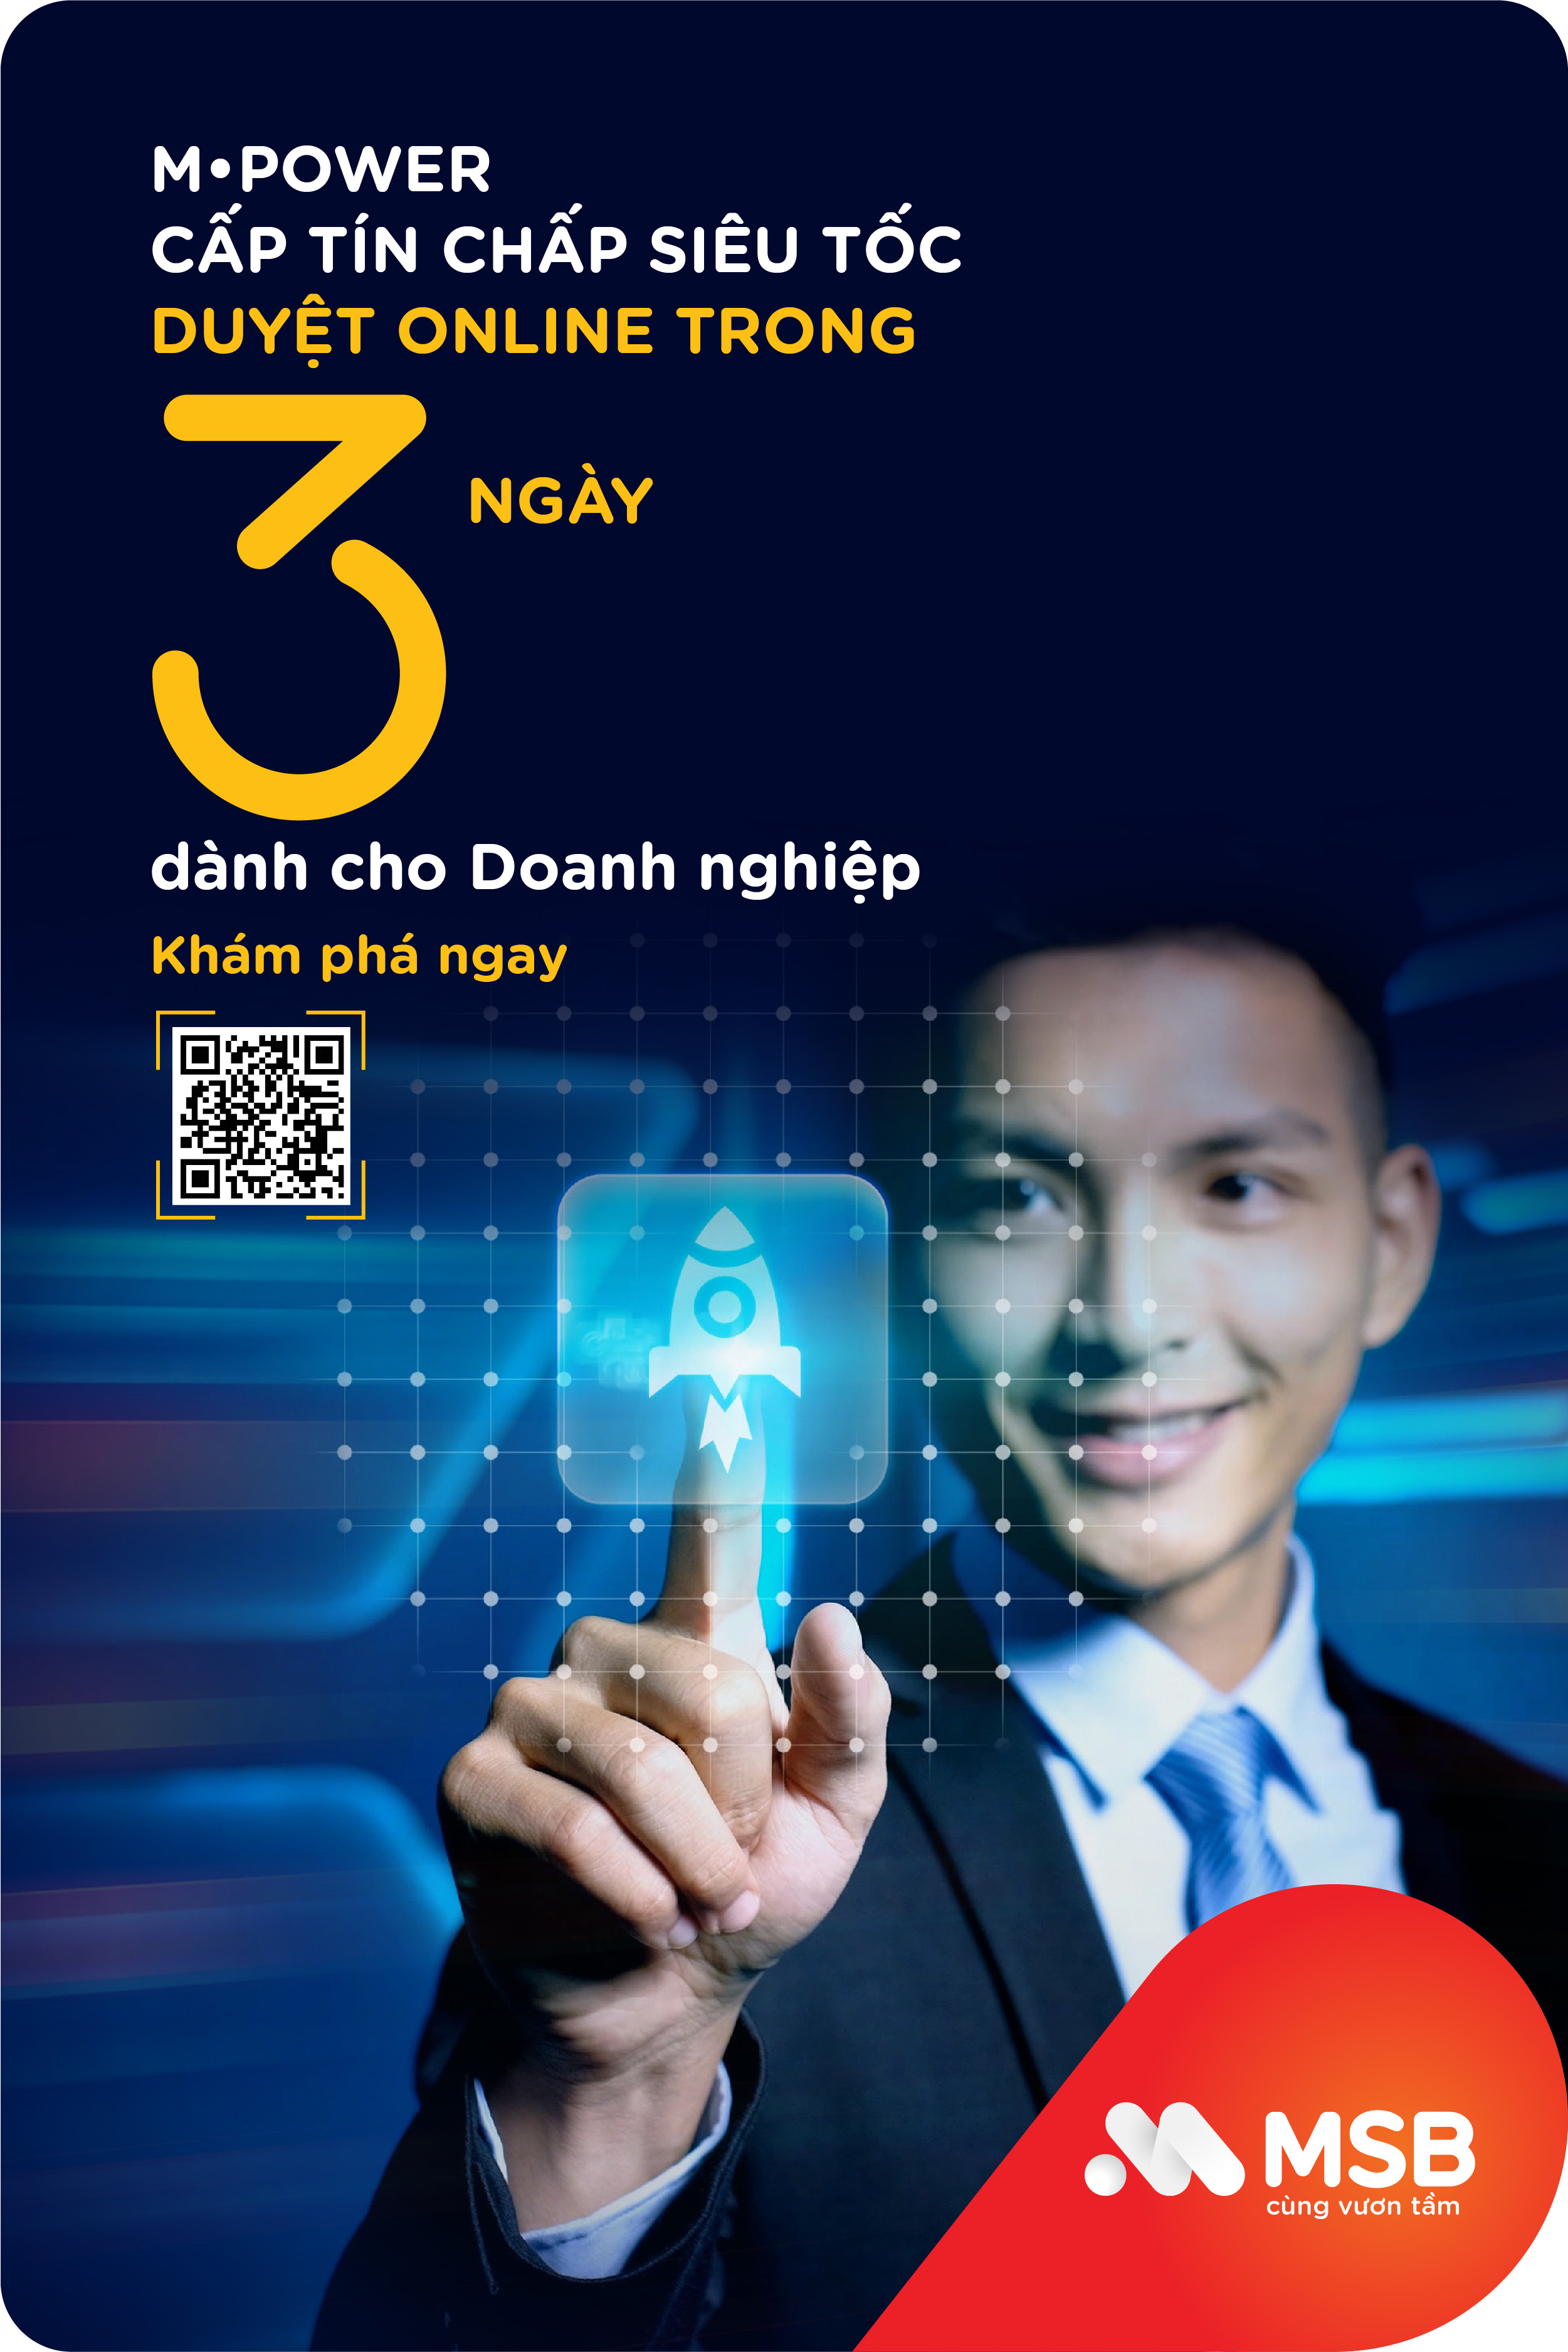 M•POWER
CẤP TÍN CHẤP SIÊU TỐC
DUYỆT ONLINE TRONG
3 NGÀY
dành cho Doanh nghiệp
Khám phá ngay
MSB
cùng vươn tầm